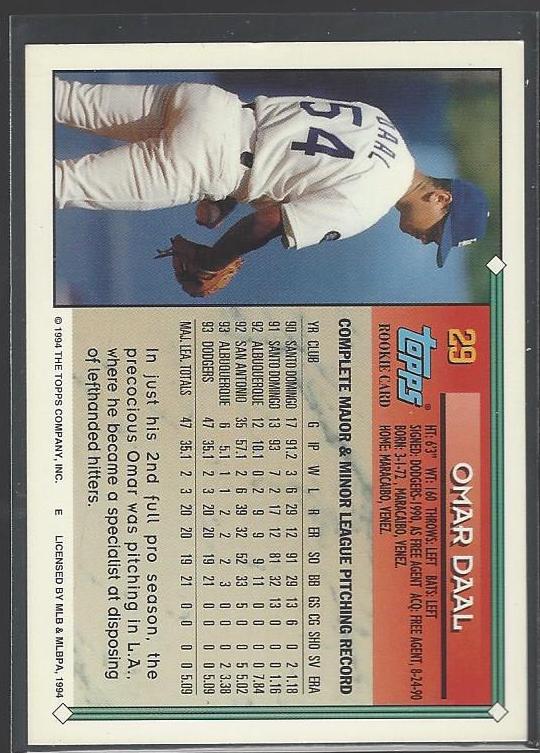 DAAL
54
29
OMAR DAAL
topps®
ROOKIE CARD
HT: 6'3" WT: 160 THROWS: LEFT BATS: LEFT
SIGNED: DODGERS-1990, AS FREE AGENT ACQ: FREE AGENT, 8-24-90
BORN: 3-1-72, MARACAIBO, VENEZ.
HOME: MARACAIBO, VENEZ.
COMPLETE MAJOR & MINOR LEAGUE PITCHING RECORD
YR CLUB G IP W L R ER SO BB GS CG SHO SV ERA
90 SANTO DOMINGO 17 91.2 3 6 29 12 91 29 13 6 0 2 1.18
91 SANTO DOMINGO 13 93 7 2 17 12 81 32 13 0 0 0 1.16
92 ALBUQUERQUE 12 10.1 0 2 9 9 9 11 0 0 0 0 7.84
92 SAN ANTONIO 35 57.1 2 6 39 32 52 33 5 0 0 5 5.02
93 ALBUQUERQUE 6 5.1 1 1 2 2 2 3 0 0 0 2 3.38
93 DODGERS 47 35.1 2 3 20 20 19 21 0 0 0 0 5.09
MAJ. LEA. TOTALS 47 35.1 2 3 20 20 19 21 0 0 0 0 5.09
In just his 2nd full pro season, the
precocious Omar was pitching in L.A.,
where he became a specialist at disposing
of lefthanded hitters.
© 1994 THE TOPPS COMPANY, INC. E LICENSED BY MLB & MLBPA, 1994